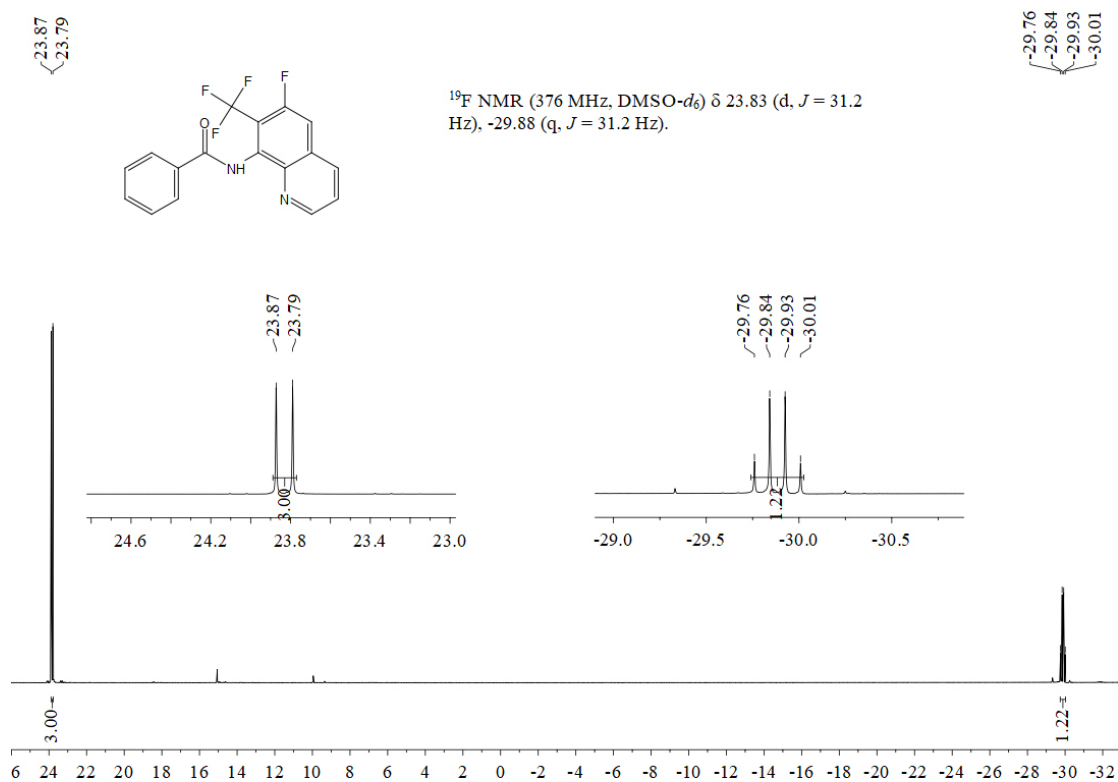 23.87
23.79
-29.76
-29.84
-29.93
-30.01
F
F
F
F
O
NH
N
¹⁹F NMR (376 MHz, DMSO-d₆) δ 23.83 (d, J = 31.2
Hz), -29.88 (q, J = 31.2 Hz).
23.87
23.79
-29.76
-29.84
-29.93
-30.01
3.00
1.22
24.6 24.2 23.8 23.4 23.0
-29.0 -29.5 -30.0 -30.5
3.00
1.22
6 24 22 20 18 16 14 12 10 8 6 4 2 0 -2 -4 -6 -8 -10 -12 -14 -16 -18 -20 -22 -24 -26 -28 -30 -32